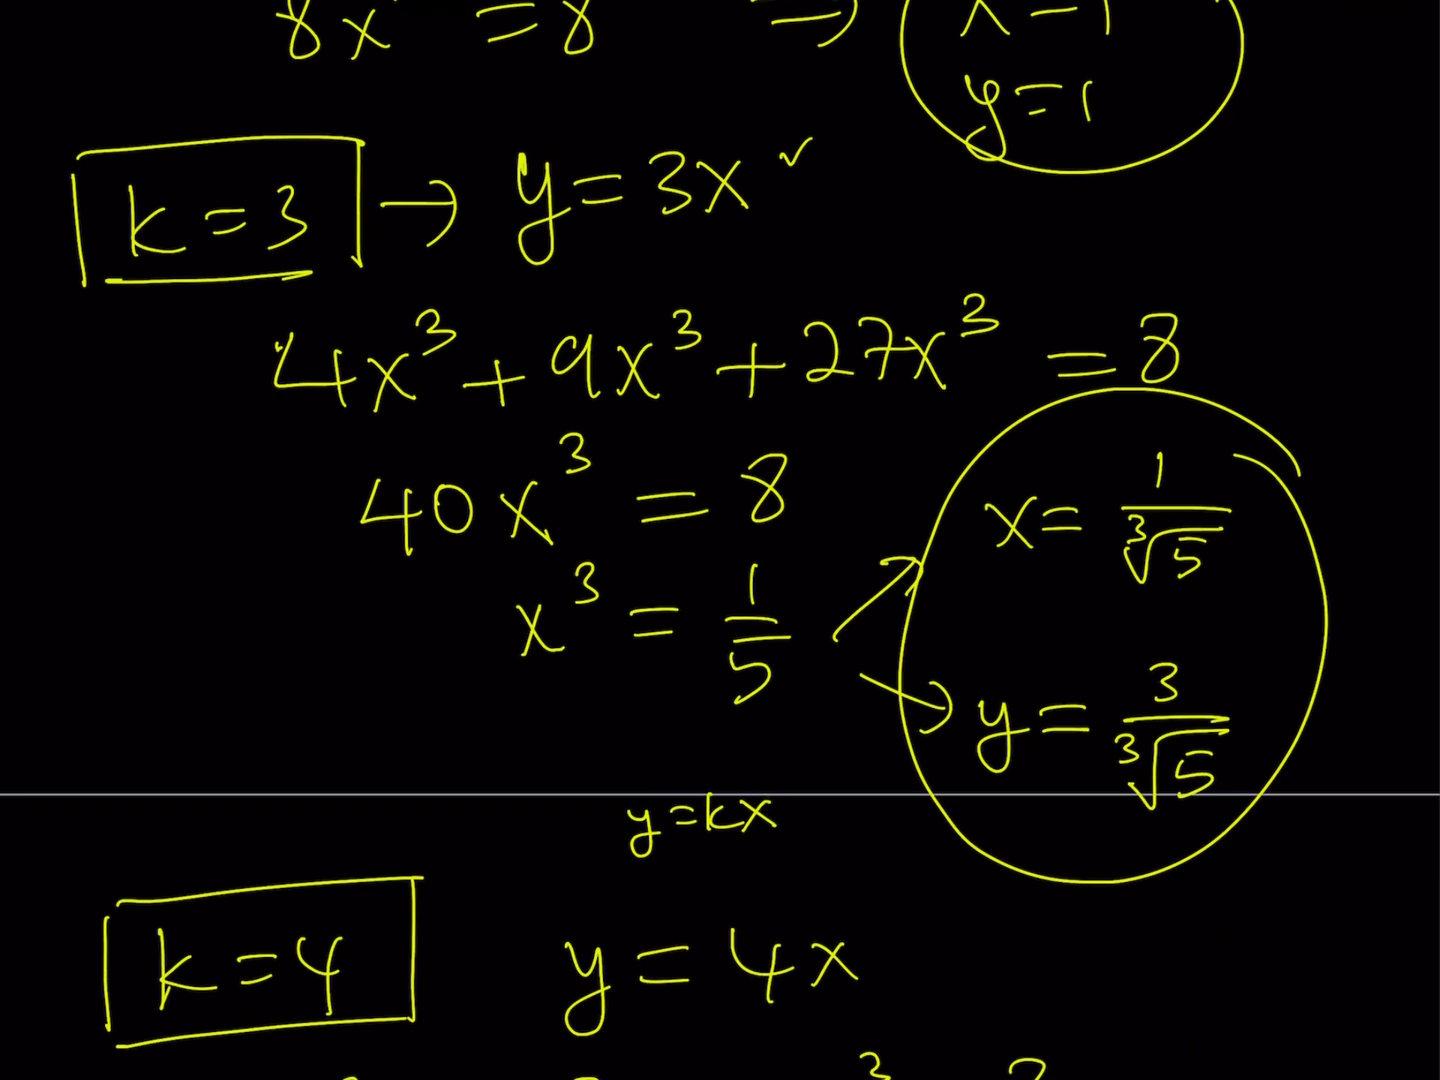 8x = 8 ⇒ x = 1
y = 1
k = 3 → y = 3x ✓
4x³ + 9x³ + 27x³ = 8
40x³ = 8
x = 1/∛5
x³ = 1/5
y = 3/∛5
y = kx
k = 4 y = 4x